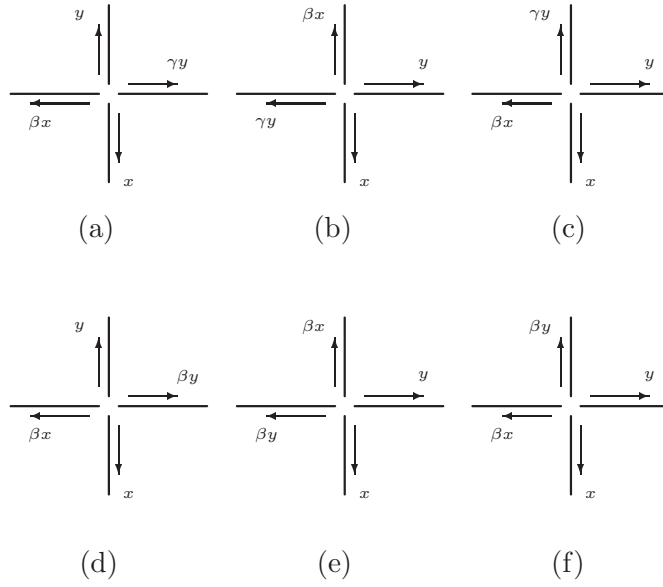 y βx γy
γy y y
βx γy βx
x x x
(a) (b) (c)
y βx βy
βy y y
βx βy βx
x x x
(d) (e) (f)